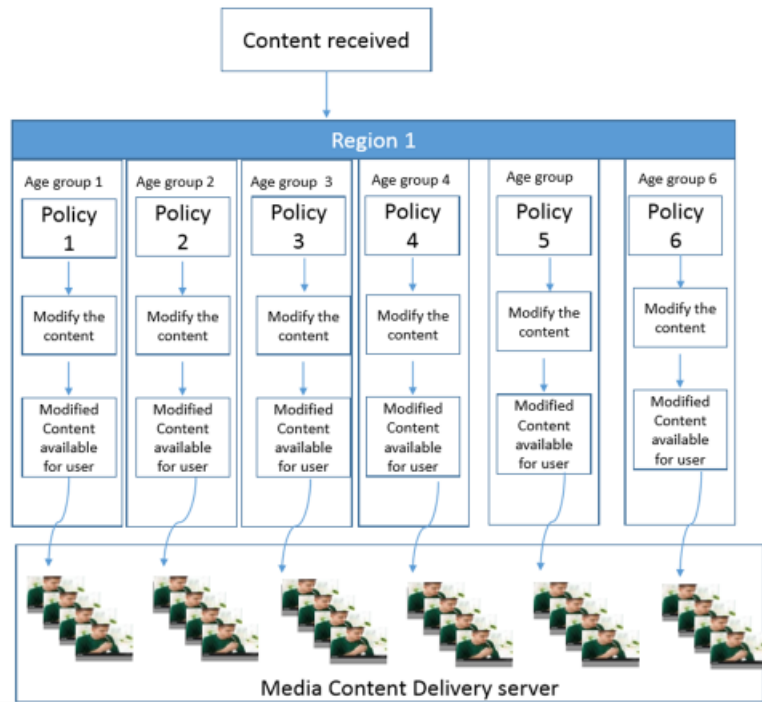 Content received
Region 1
Age group 1
Policy
1
Modify the
content
Modified
Content
available
for user
Age group 2
Policy
2
Modify the
content
Modified
Content
available
for user
Age group 3
Policy
3
Modify the
content
Modified
Content
available
for user
Age group 4
Policy
4
Modify the
content
Modified
Content
available
for user
Age group
Policy
5
Modify the
content
Modified
Content
available
for user
Age group 6
Policy
6
Modify the
content
Modified
Content
available
for user
Media Content Delivery server